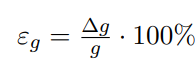 ε_g = Δg/g · 100%